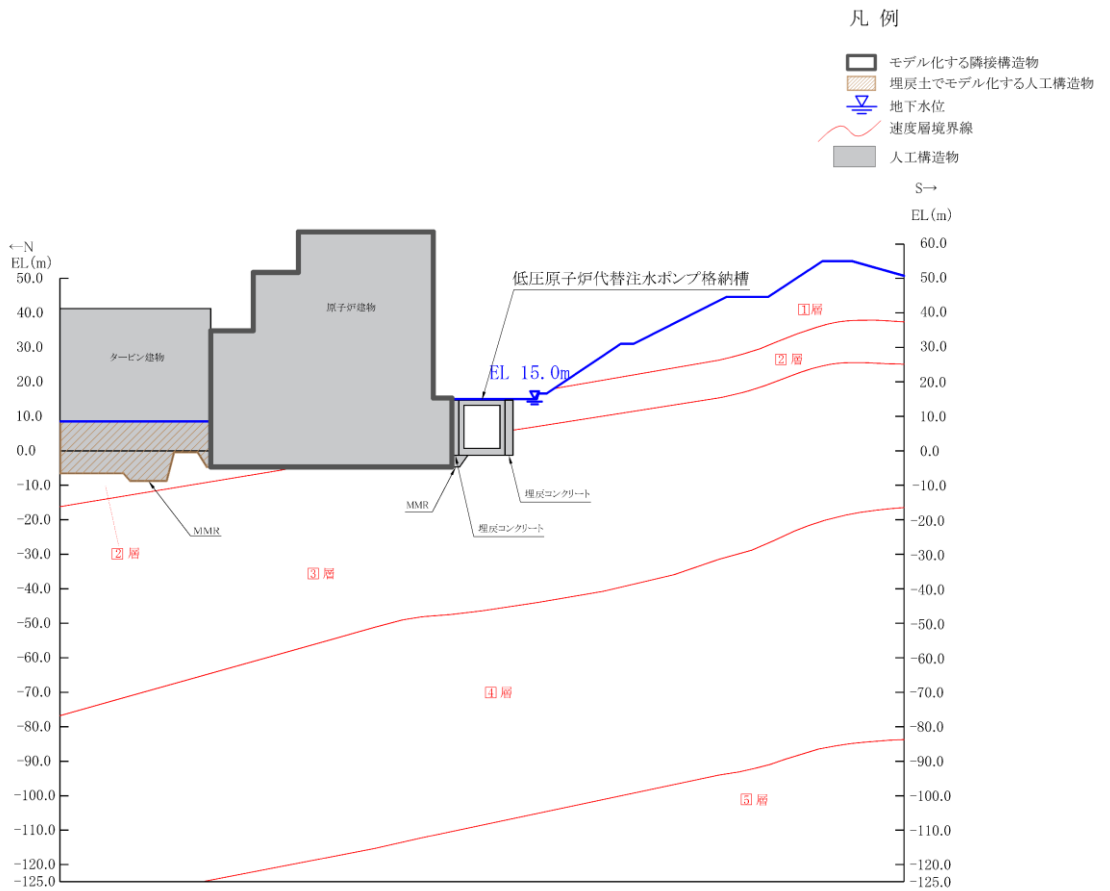 凡 例
モデル化する隣接構造物
埋戻土でモデル化する人工構造物
地下水位
速度層境界線
人工構造物
S→
EL(m)
←N
EL(m)
60.0
50.0
40.0
30.0
20.0
10.0
0.0
-10.0
-20.0
-30.0
-40.0
-50.0
-60.0
-70.0
-80.0
-90.0
-100.0
-110.0
-120.0
-125.0
50.0
40.0
30.0
20.0
10.0
0.0
-10.0
-20.0
-30.0
-40.0
-50.0
-60.0
-70.0
-80.0
-90.0
-100.0
-110.0
-120.0
-125.0
低圧原子炉代替注水ポンプ格納槽
原子炉建物
タービン建物
EL 15.0m
1層
2層
MMR
埋戻コンクリート
埋戻コンクリート
MMR
2 層
3 層
4 層
5 層